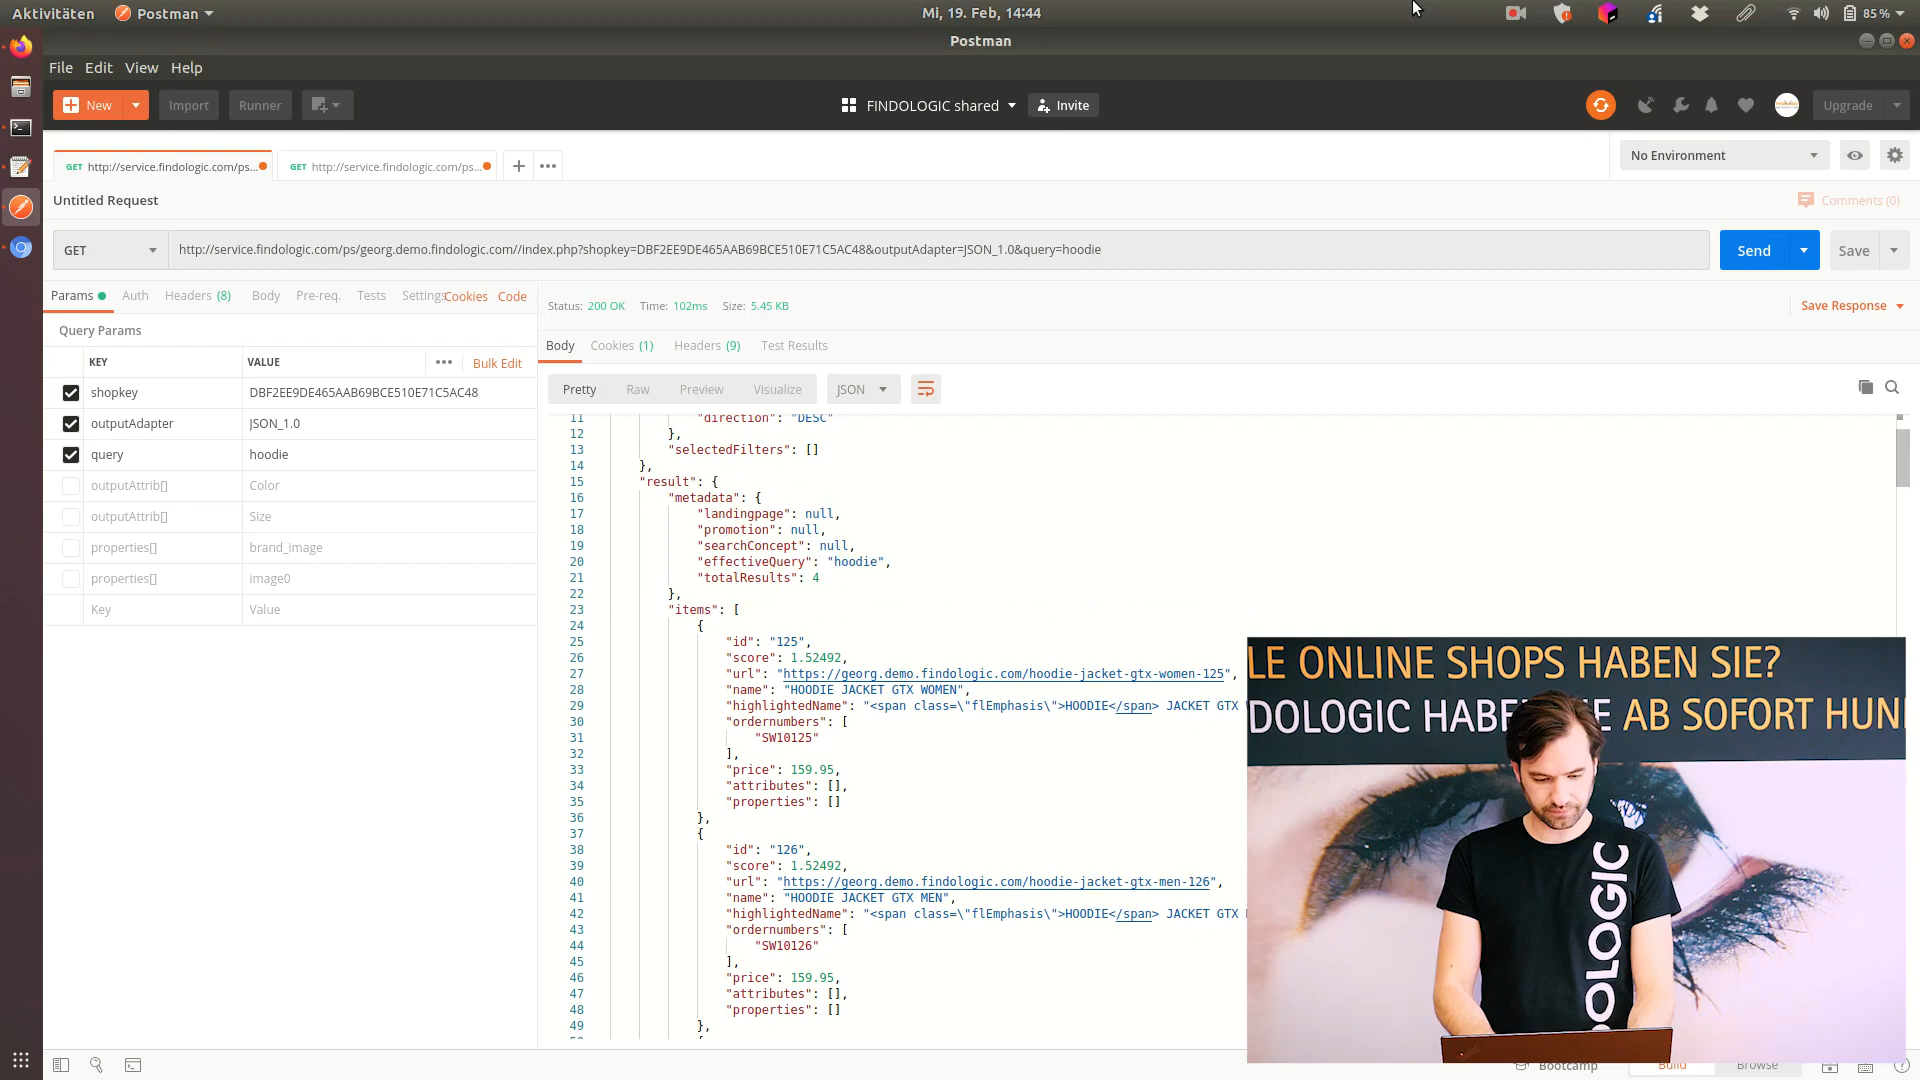 Aktivitäten
Postman
Mi, 19. Feb, 14:44
85 %
Postman
File Edit View Help
New
Import
Runner
FINDOLOGIC shared
Invite
Upgrade
GET http://service.findologic.com/ps...
GET http://service.findologic.com/ps...
No Environment
Untitled Request
Comments (0)
GET
http://service.findologic.com/ps/georg.demo.findologic.com//index.php?shopkey=DBF2EE9DE465AAB69BCE510E71C5AC48&outputAdapter=JSON_1.0&query=hoodie
Send
Save
Params Auth Headers (8) Body Pre-req. Tests Settings Cookies Code
Status: 200 OK Time: 102ms Size: 5.45 KB
Save Response
Query Params
Body Cookies (1) Headers (9) Test Results
KEY VALUE Bulk Edit
Pretty Raw Preview Visualize JSON
shopkey DBF2EE9DE465AAB69BCE510E71C5AC48
outputAdapter JSON_1.0
query hoodie
outputAttrib[] Color
outputAttrib[] Size
properties[] brand_image
properties[] image0
Key Value
11 "direction": "DESC"
12 },
13 "selectedFilters": []
14 },
15 "result": {
16 "metadata": {
17 "landingpage": null,
18 "promotion": null,
19 "searchConcept": null,
20 "effectiveQuery": "hoodie",
21 "totalResults": 4
22 },
23 "items": [
24 {
25 "id": "125",
26 "score": 1.52492,
27 "url": "https://georg.demo.findologic.com/hoodie-jacket-gtx-women-125",
28 "name": "HOODIE JACKET GTX WOMEN",
29 "highlightedName": "<span class=\"flEmphasis\">HOODIE</span> JACKET GTX
30 "ordernumbers": [
31 "SW10125"
32 ],
33 "price": 159.95,
34 "attributes": [],
35 "properties": []
36 },
37 {
38 "id": "126",
39 "score": 1.52492,
40 "url": "https://georg.demo.findologic.com/hoodie-jacket-gtx-men-126",
41 "name": "HOODIE JACKET GTX MEN",
42 "highlightedName": "<span class=\"flEmphasis\">HOODIE</span> JACKET GTX
43 "ordernumbers": [
44 "SW10126"
45 ],
46 "price": 159.95,
47 "attributes": [],
48 "properties": []
49 },
LE ONLINE SHOPS HABEN SIE?
DOLOGIC HABE E AB SOFORT HUN
OLOGIC
Bootcamp
Build
Browse